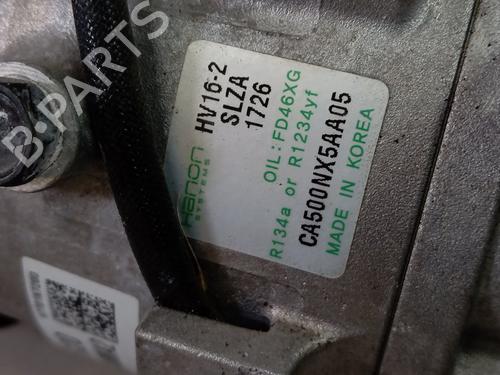 B-PARTS
Hanon
SYSTEMS
HV16-2
SLZA
1726
OIL:FD46XG
R134a or R1234yf
CA500NX5AA05
MADE IN KOREA